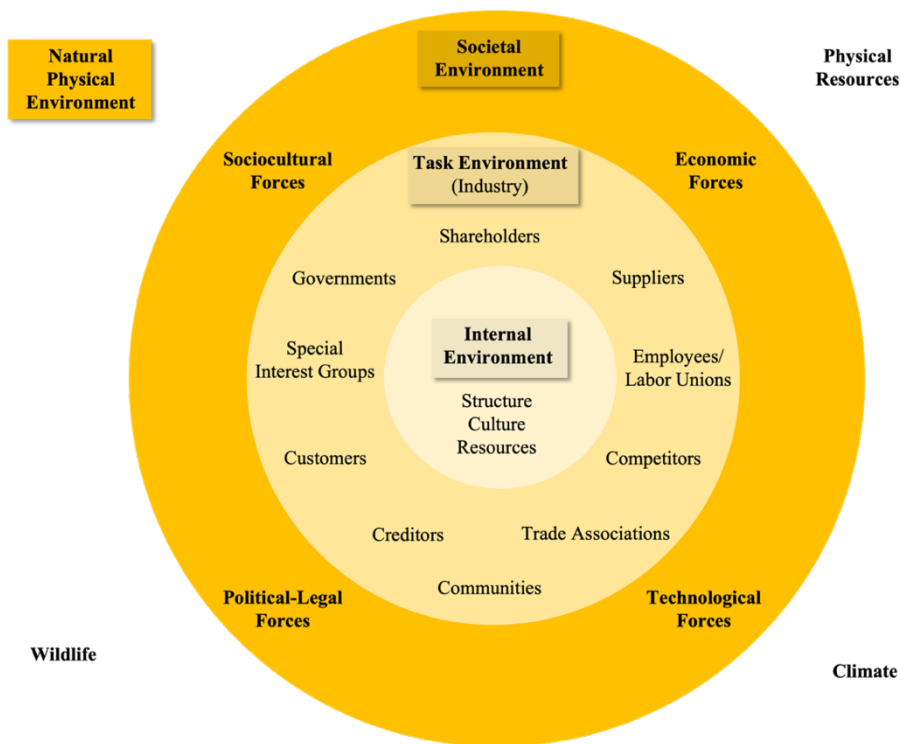 Natural
Physical
Environment
Societal
Environment
Physical
Resources
Sociocultural
Forces
Task Environment
(Industry)
Economic
Forces
Shareholders
Governments
Suppliers
Internal
Environment
Special
Interest Groups
Employees/
Labor Unions
Structure
Culture
Resources
Customers
Competitors
Creditors
Trade Associations
Communities
Political-Legal
Forces
Technological
Forces
Wildlife
Climate